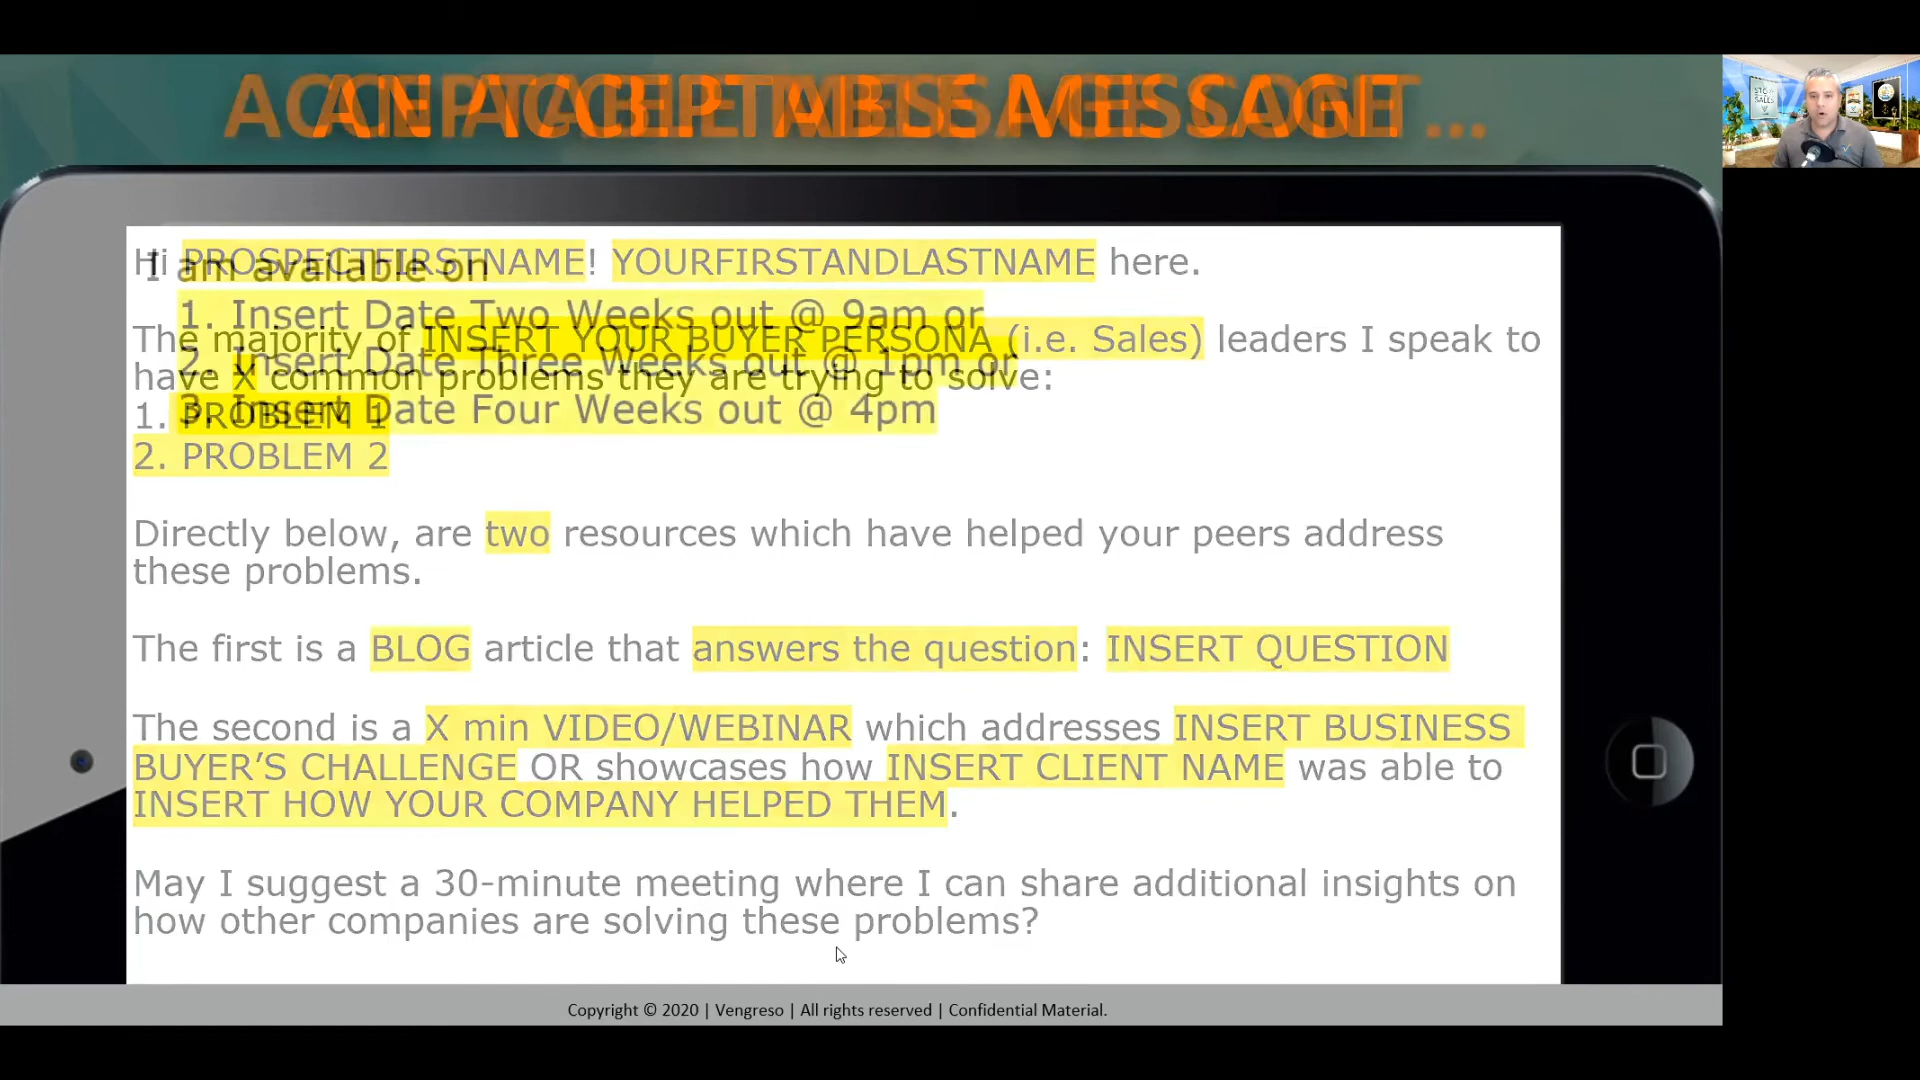 AN ACCEPTABLE MESSAGE
ACCEPTABLE MESSAGE CONT...
Hi PROSPECTFIRSTNAME! YOURFIRSTANDLASTNAME here.
I am available on
1. Insert Date Two Weeks out @ 9am or
The majority of INSERT YOUR BUYER PERSONA (i.e. Sales) leaders I speak to
2. Insert Date Three Weeks out @ 1pm or
have X common problems they are trying to solve:
3. Insert Date Four Weeks out @ 4pm
1. PROBLEM 1
2. PROBLEM 2
Directly below, are two resources which have helped your peers address
these problems.
The first is a BLOG article that answers the question: INSERT QUESTION
The second is a X min VIDEO/WEBINAR which addresses INSERT BUSINESS
BUYER’S CHALLENGE OR showcases how INSERT CLIENT NAME was able to
INSERT HOW YOUR COMPANY HELPED THEM.
May I suggest a 30-minute meeting where I can share additional insights on
how other companies are solving these problems?
Copyright © 2020 | Vengreso | All rights reserved | Confidential Material.